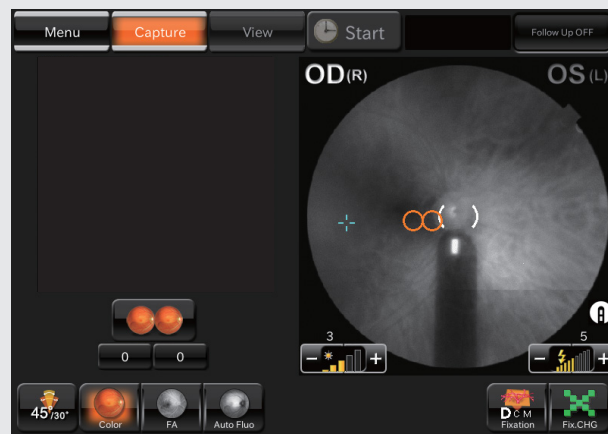 Menu
Capture
View
Start
Follow Up OFF
OD(R)
OS(L)
3
5
0
0
45°/30°
Color
FA
Auto Fluo
D C M
Fixation
Fix.CHG